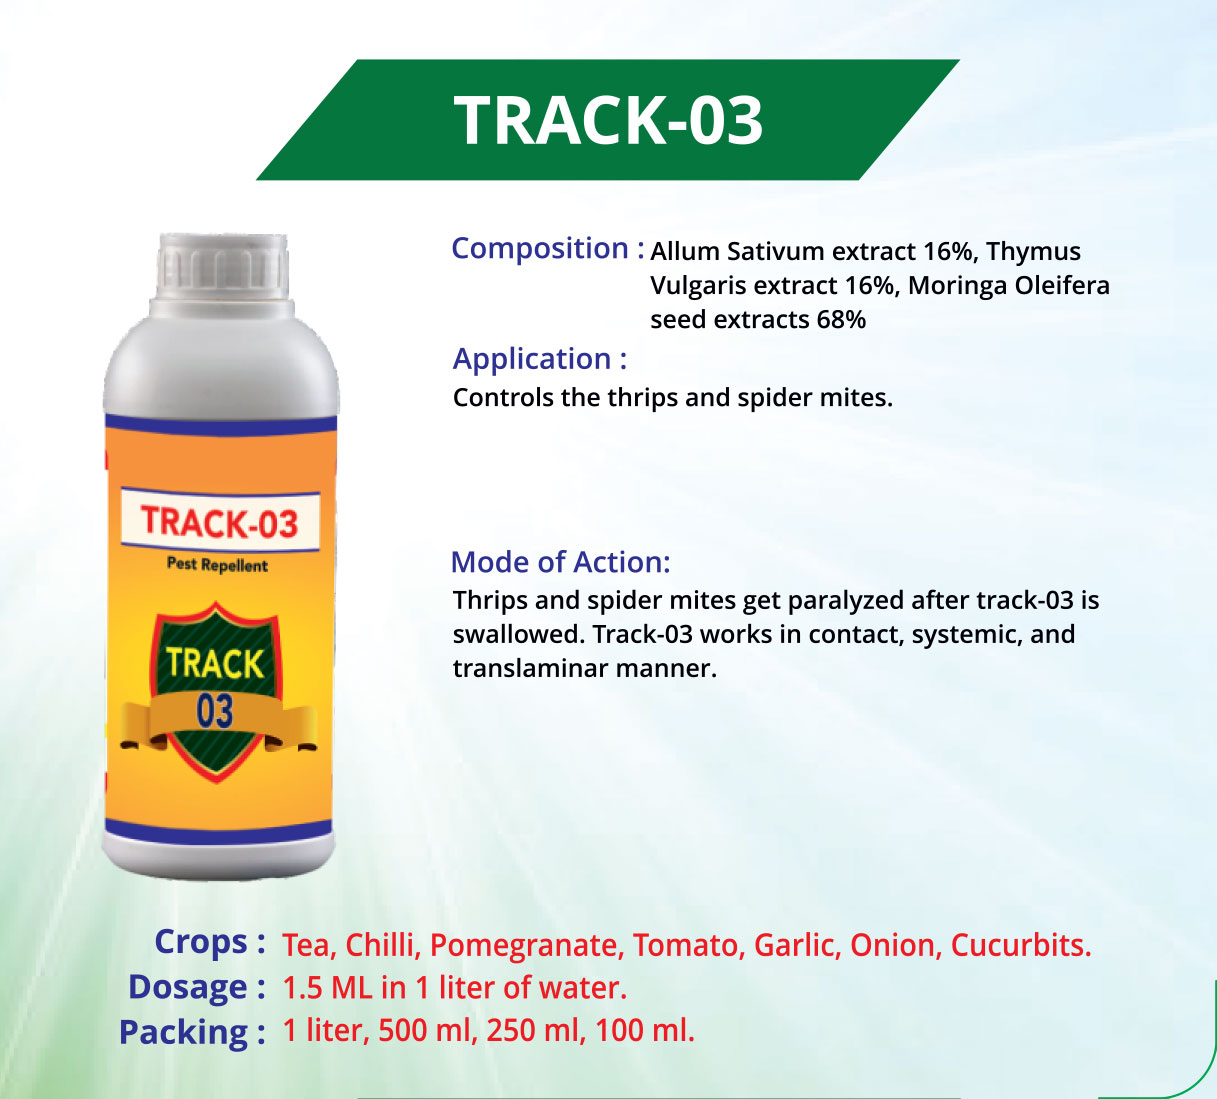 TRACK-03
Composition : Allum Sativum extract 16%, Thymus
Vulgaris extract 16%, Moringa Oleifera
seed extracts 68%
Application :
Controls the thrips and spider mites.
TRACK-03
Pest Repellent
TRACK
03
Mode of Action:
Thrips and spider mites get paralyzed after track-03 is
swallowed. Track-03 works in contact, systemic, and
translaminar manner.
Crops : Tea, Chilli, Pomegranate, Tomato, Garlic, Onion, Cucurbits.
Dosage : 1.5 ML in 1 liter of water.
Packing : 1 liter, 500 ml, 250 ml, 100 ml.